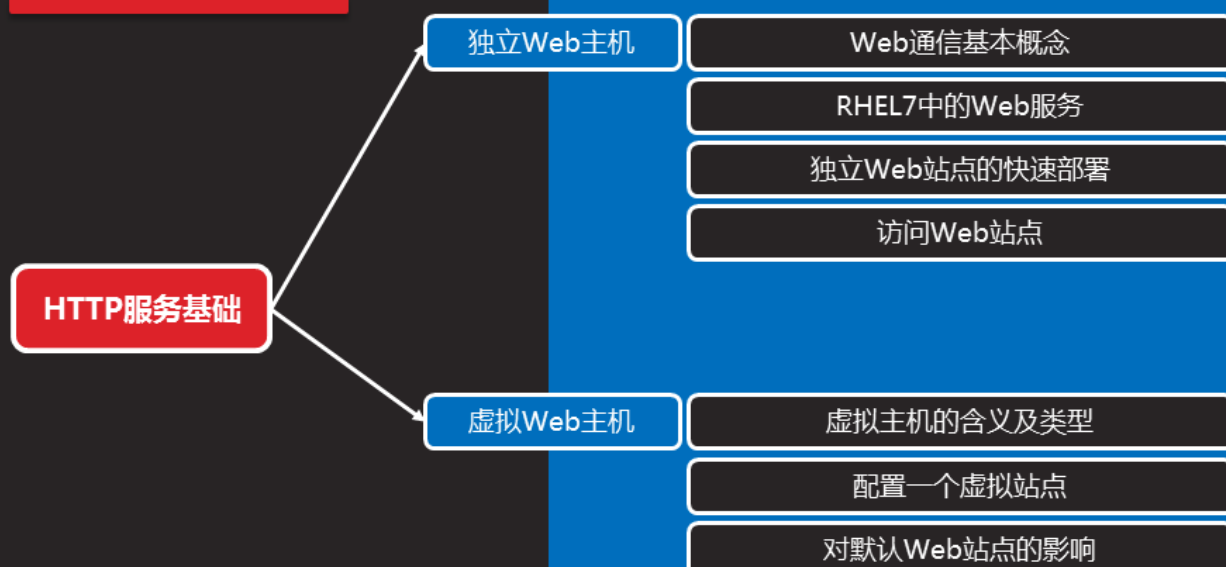 独立Web主机
Web通信基本概念
RHEL7中的Web服务
独立Web站点的快速部署
访问Web站点
HTTP服务基础
虚拟Web主机
虚拟主机的含义及类型
配置一个虚拟站点
对默认Web站点的影响